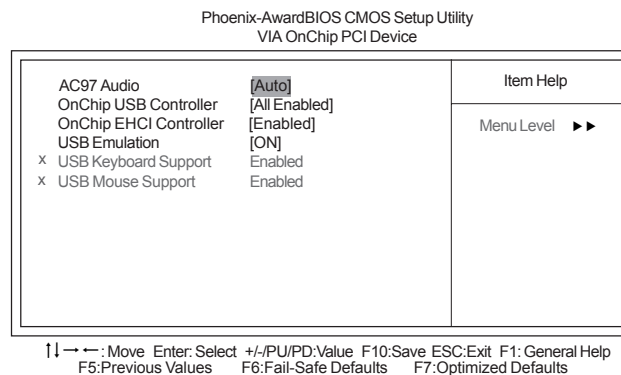 Phoenix-AwardBIOS CMOS Setup Utility
VIA OnChip PCI Device
AC97 Audio [Auto]
OnChip USB Controller [All Enabled]
OnChip EHCI Controller [Enabled]
USB Emulation [ON]
x USB Keyboard Support Enabled
x USB Mouse Support Enabled
Item Help
Menu Level ►►
↑↓→←: Move Enter: Select +/-/PU/PD:Value F10:Save ESC:Exit F1: General Help
F5:Previous Values F6:Fail-Safe Defaults F7:Optimized Defaults